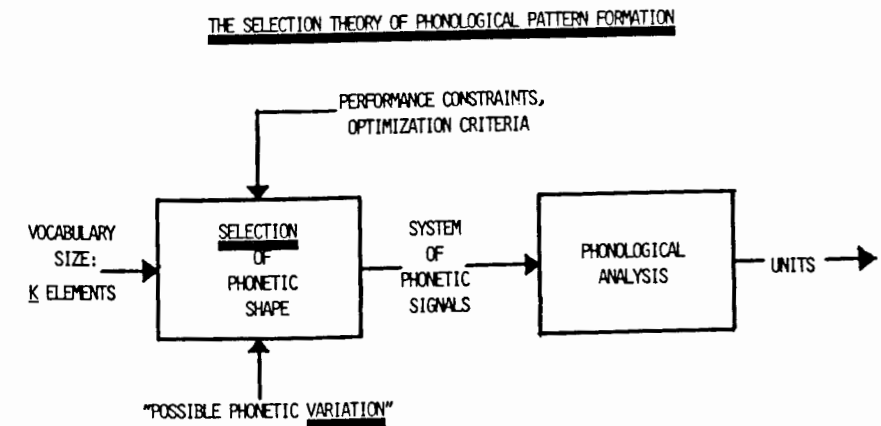 THE SELECTION THEORY OF PHONOLOGICAL PATTERN FORMATION
PERFORMANCE CONSTRAINTS,
OPTIMIZATION CRITERIA
VOCABULARY
SIZE:
K ELEMENTS
SELECTION
OF
PHONETIC
SHAPE
SYSTEM
OF
PHONETIC
SIGNALS
PHONOLOGICAL
ANALYSIS
UNITS
"POSSIBLE PHONETIC VARIATION"